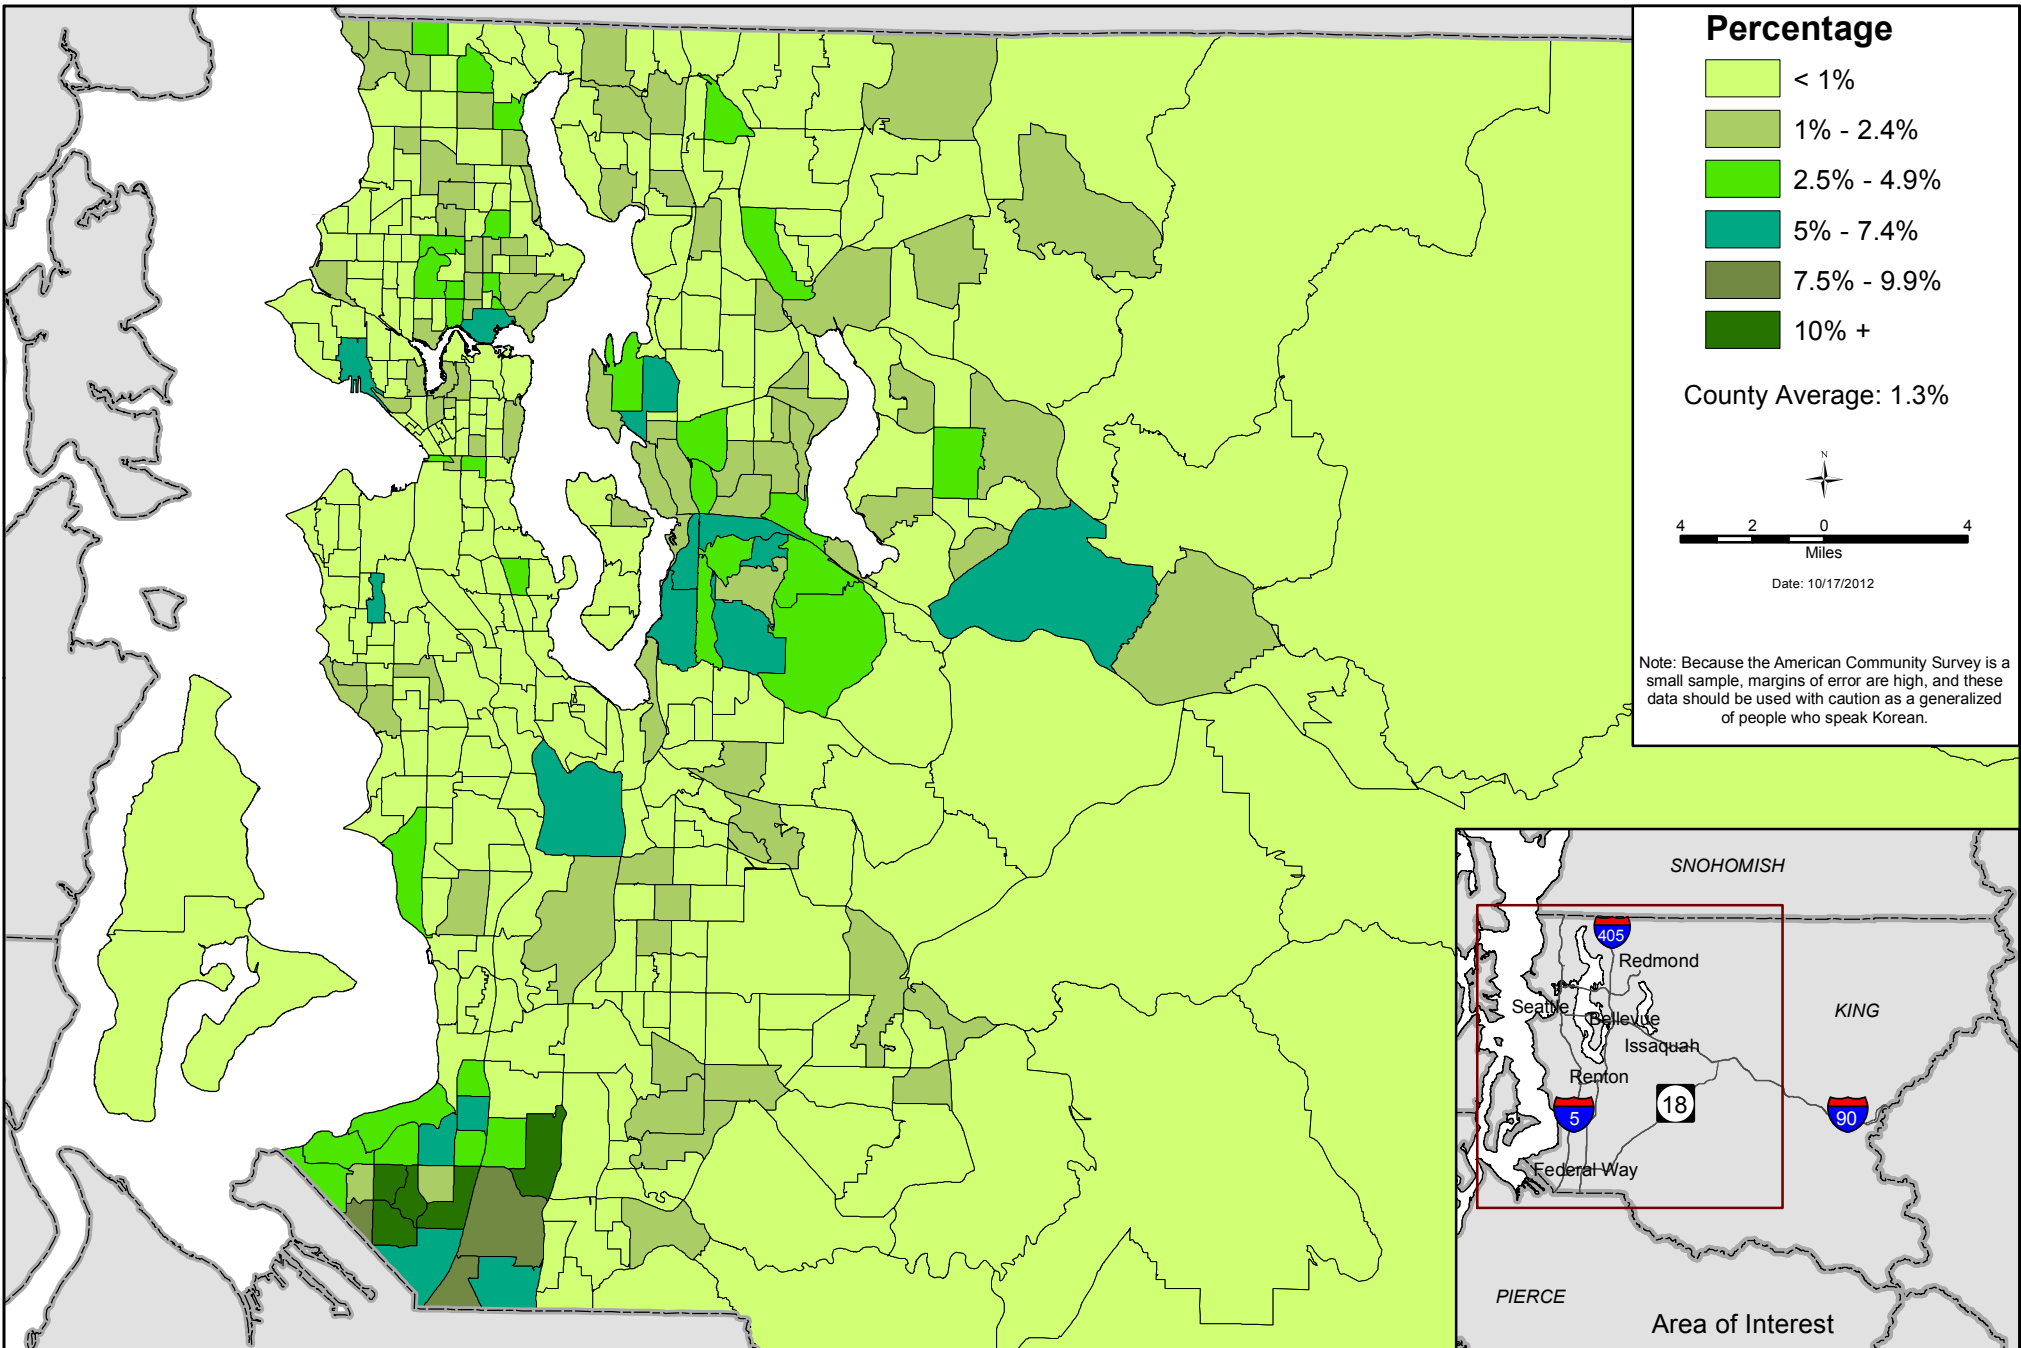 Percentage
< 1%
1% - 2.4%
2.5% - 4.9%
5% - 7.4%
7.5% - 9.9%
10% +
County Average: 1.3%
N
4 2 0 4
Miles
Date: 10/17/2012
Note: Because the American Community Survey is a
small sample, margins of error are high, and these
data should be used with caution as a generalized
of people who speak Korean.
SNOHOMISH
405
Redmond
Seattle
Bellevue
KING
Issaquah
Renton
18
5
90
Federal Way
PIERCE
Area of Interest